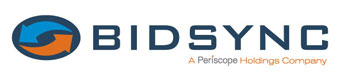 BIDSYNC
A Periscope Holdings Company